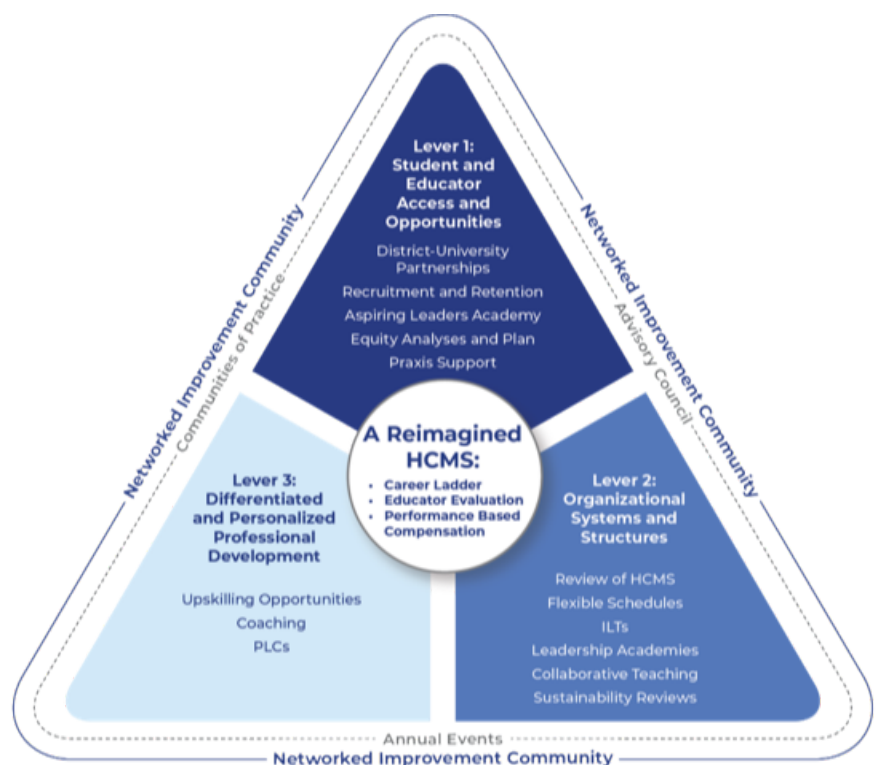 Lever 1:
Student and
Educator
Access and
Opportunities
District-University
Partnerships
Recruitment and Retention
Aspiring Leaders Academy
Equity Analyses and Plan
Praxis Support
Networked Improvement Community
Communities of Practice
Networked Improvement Community
Advisory Council
A Reimagined
HCMS:
• Career Ladder
• Educator Evaluation
• Performance Based
Compensation
Lever 3:
Differentiated
and Personalized
Professional
Development
Upskilling Opportunities
Coaching
PLCs
Lever 2:
Organizational
Systems and
Structures
Review of HCMS
Flexible Schedules
ILTs
Leadership Academies
Collaborative Teaching
Sustainability Reviews
Annual Events
Networked Improvement Community